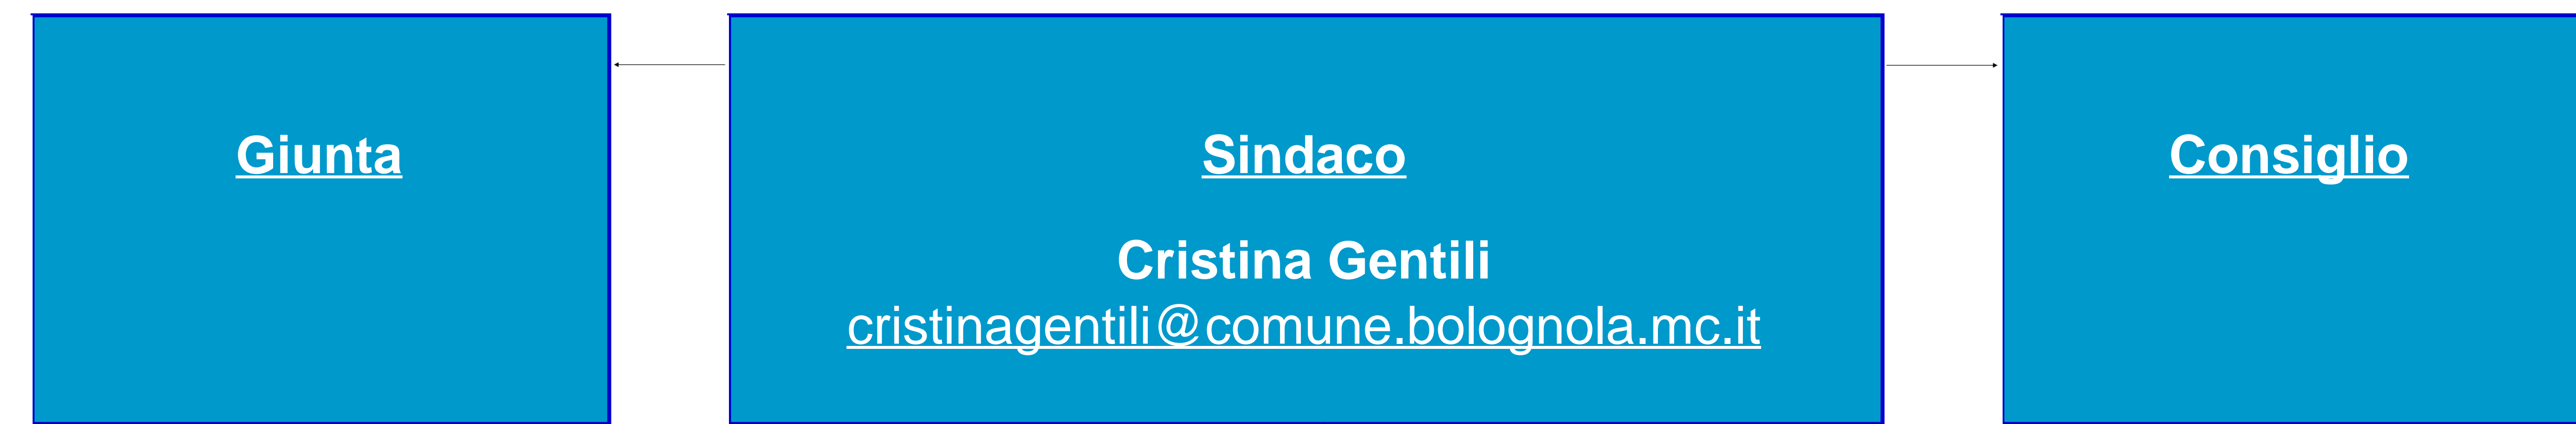 Giunta
Sindaco
Cristina Gentili
cristinagentili@comune.bolognola.mc.it
Consiglio